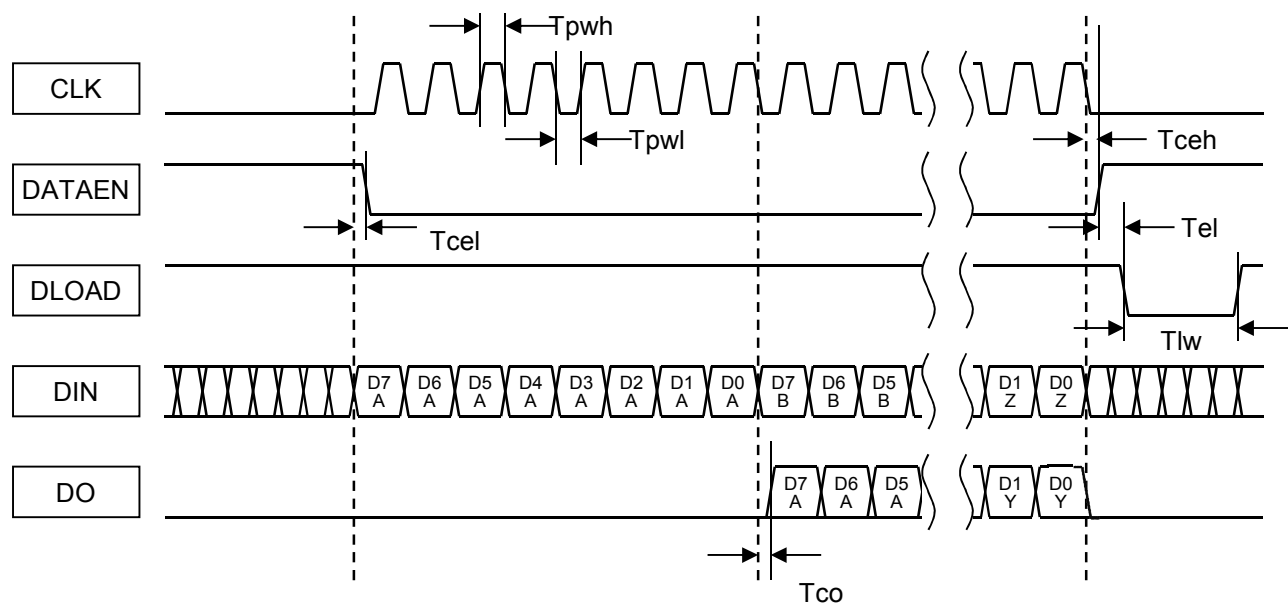 Tpwh
CLK
Tpwl
Tceh
DATAEN
Tcel
Tel
DLOAD
Tlw
DIN
D7 D6 D5 D4 D3 D2 D1 D0 D7 D6 D5 D1 D0
A A A A A A A A B B B Z Z
DO
D7 D6 D5 D1 D0
A A A Y Y
Tco